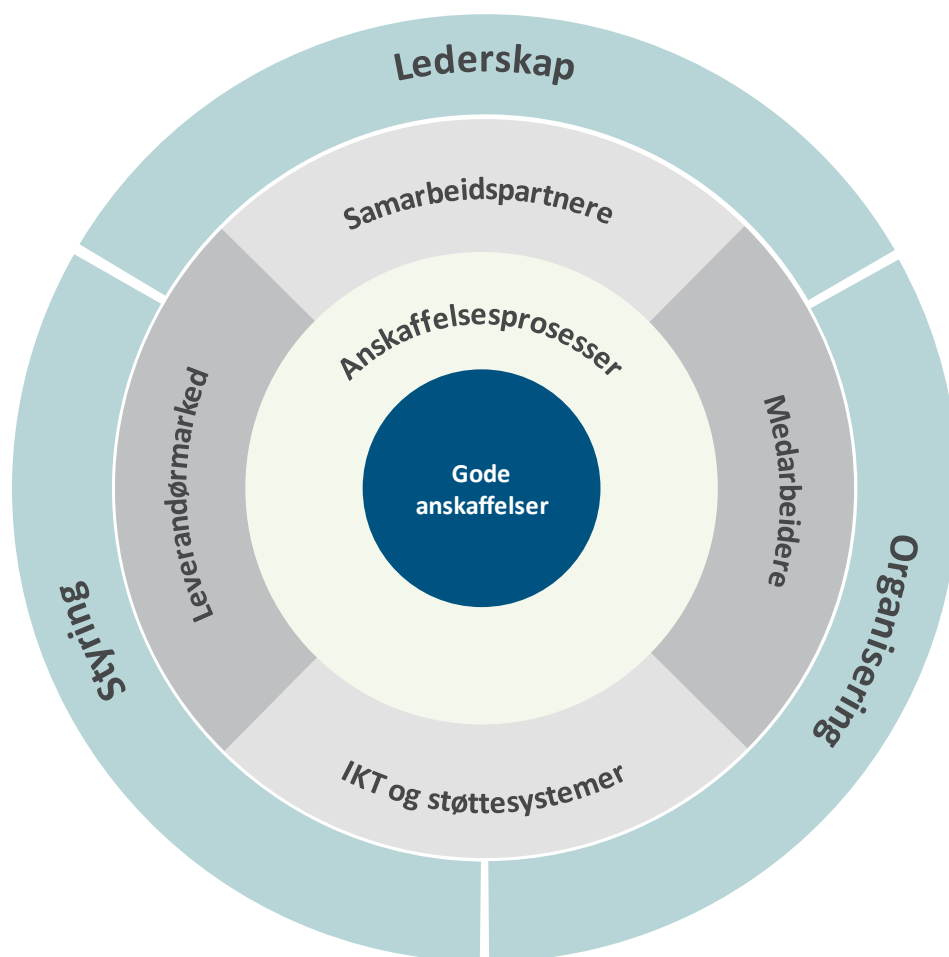 Lederskap
Samarbeidspartnere
Anskaffelsesprosesser
Leverandørmarked
Medarbeidere
Gode
anskaffelser
Styring
Organisering
IKT og støttesystemer